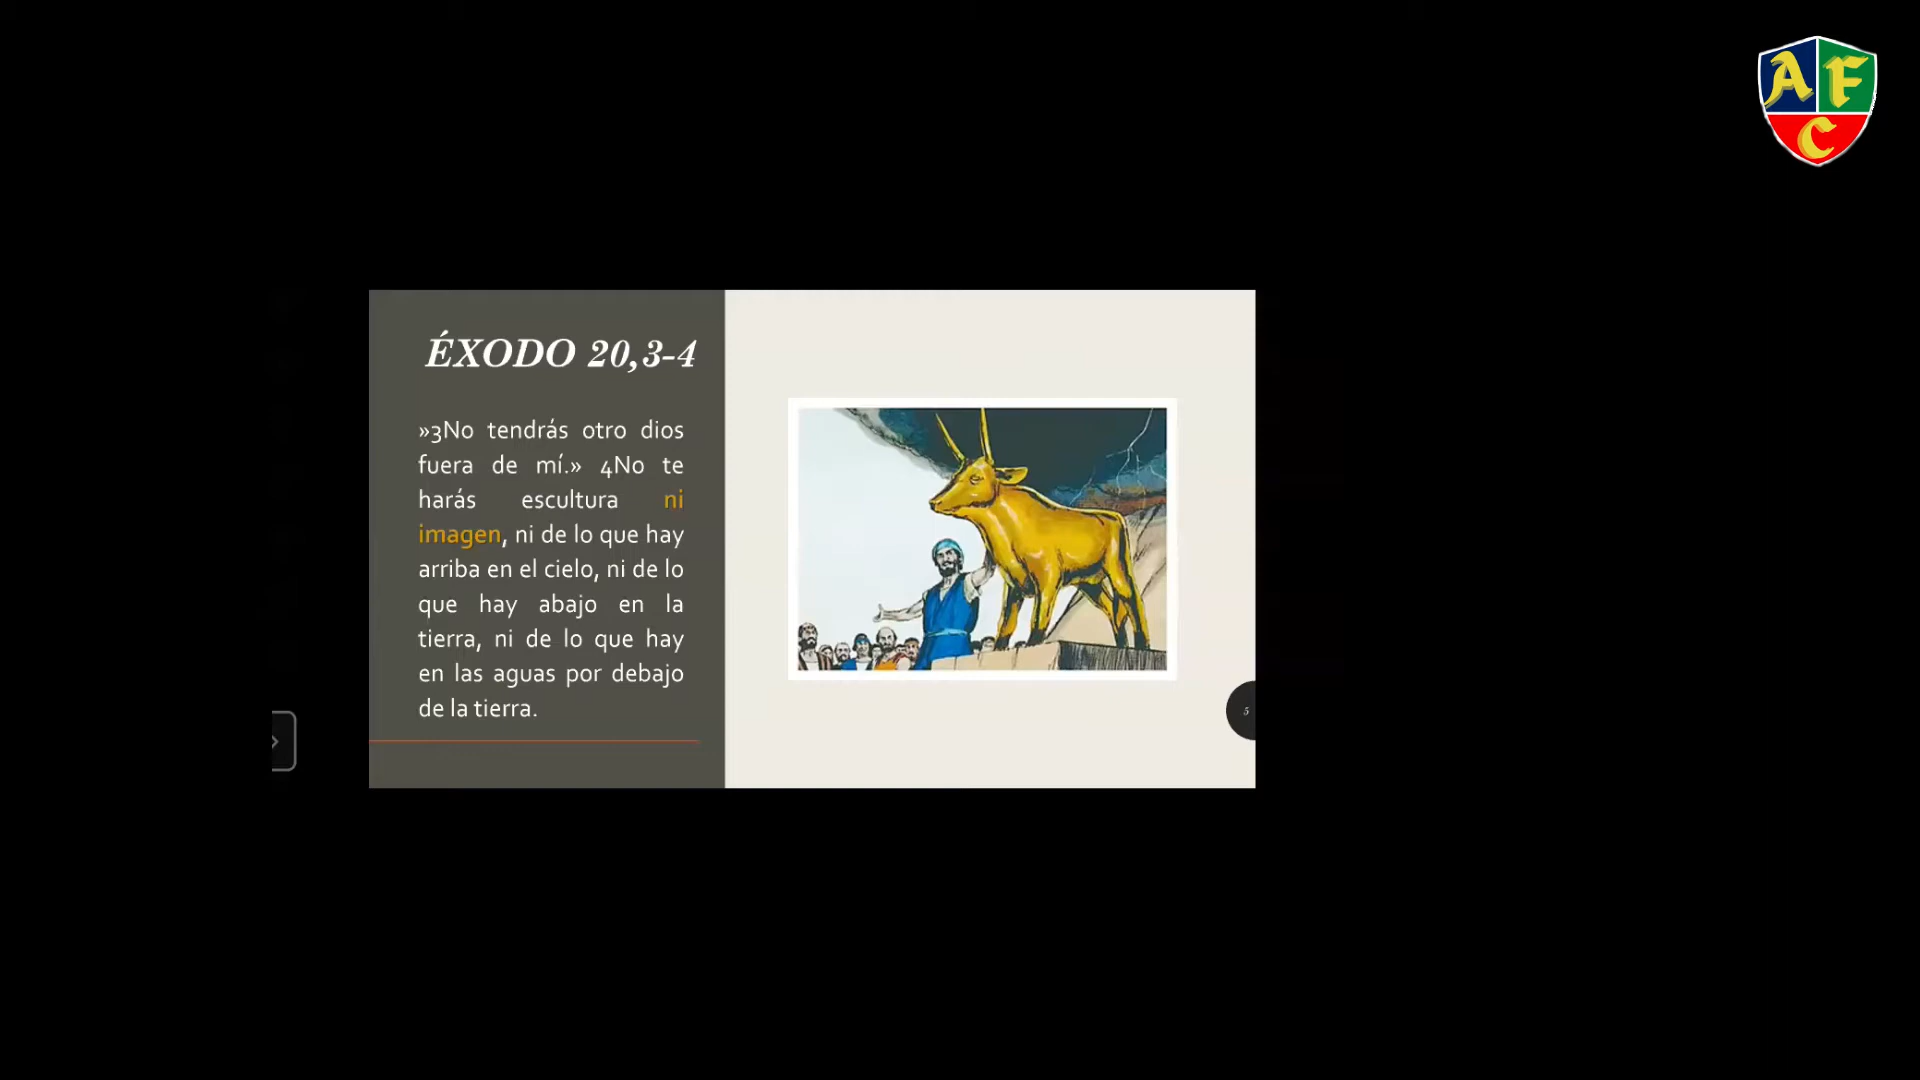 A F
C
ÉXODO 20,3-4
»3No tendrás otro dios
fuera de mí.» 4No te
harás escultura ni
imagen, ni de lo que hay
arriba en el cielo, ni de lo
que hay abajo en la
tierra, ni de lo que hay
en las aguas por debajo
de la tierra.
5